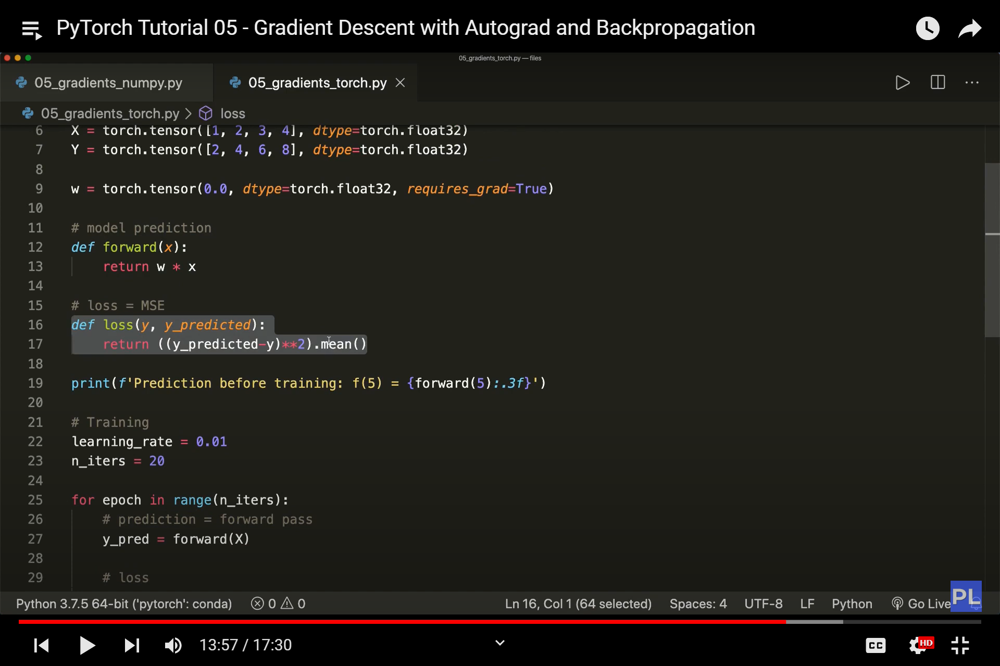 PyTorch Tutorial 05 - Gradient Descent with Autograd and Backpropagation
05_gradients_torch.py — files
05_gradients_numpy.py
05_gradients_torch.py
05_gradients_torch.py > loss
6 X = torch.tensor([1, 2, 3, 4], dtype=torch.float32)
7 Y = torch.tensor([2, 4, 6, 8], dtype=torch.float32)
8
9 w = torch.tensor(0.0, dtype=torch.float32, requires_grad=True)
10
11 # model prediction
12 def forward(x):
13     return w * x
14
15 # loss = MSE
16 def loss(y, y_predicted):
17     return ((y_predicted-y)**2).mean()
18
19 print(f'Prediction before training: f(5) = {forward(5):.3f}')
20
21 # Training
22 learning_rate = 0.01
23 n_iters = 20
24
25 for epoch in range(n_iters):
26     # prediction = forward pass
27     y_pred = forward(X)
28
29     # loss
Python 3.7.5 64-bit ('pytorch': conda) 0 0 Ln 16, Col 1 (64 selected) Spaces: 4 UTF-8 LF Python Go Live
PL
13:57 / 17:30
CC
HD